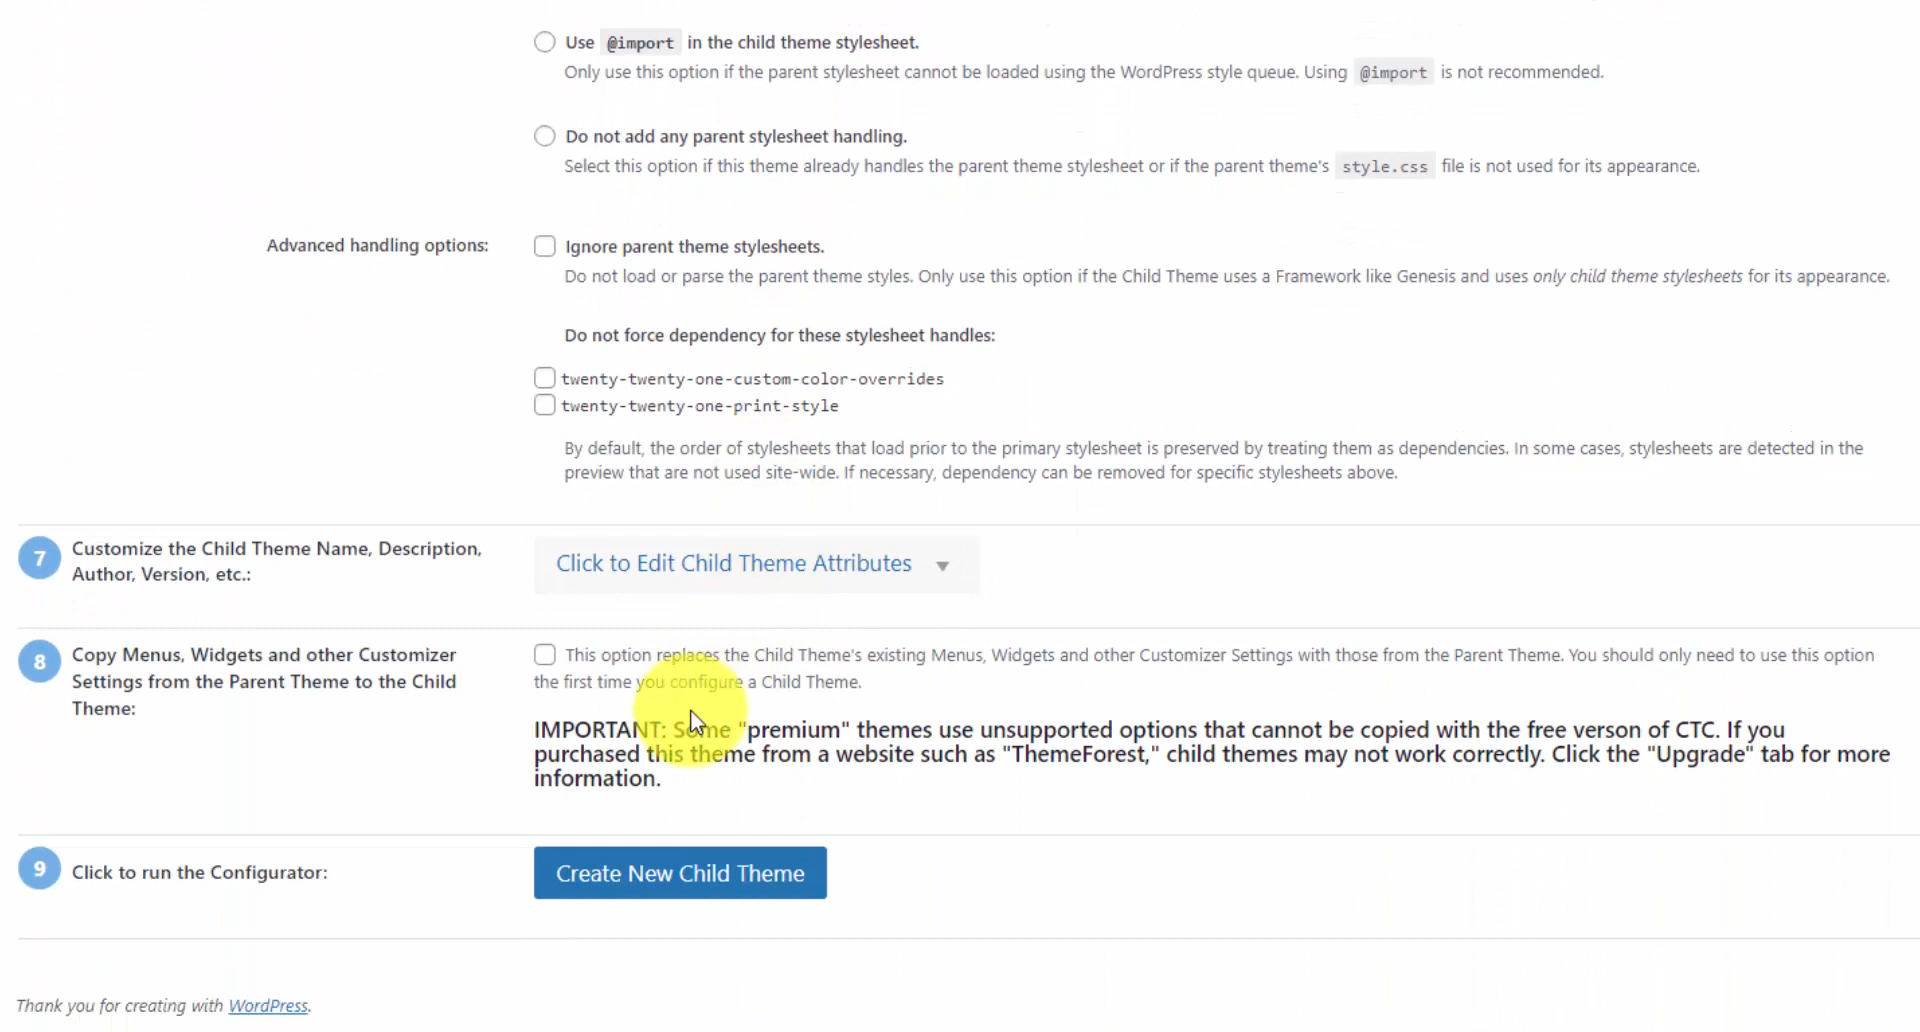 Use @import in the child theme stylesheet.
Only use this option if the parent stylesheet cannot be loaded using the WordPress style queue. Using @import is not recommended.
Do not add any parent stylesheet handling.
Select this option if this theme already handles the parent theme stylesheet or if the parent theme's style.css file is not used for its appearance.
Advanced handling options:
Ignore parent theme stylesheets.
Do not load or parse the parent theme styles. Only use this option if the Child Theme uses a Framework like Genesis and uses only child theme stylesheets for its appearance.
Do not force dependency for these stylesheet handles:
twenty-twenty-one-custom-color-overrides
twenty-twenty-one-print-style
By default, the order of stylesheets that load prior to the primary stylesheet is preserved by treating them as dependencies. In some cases, stylesheets are detected in the
preview that are not used site-wide. If necessary, dependency can be removed for specific stylesheets above.
7
Customize the Child Theme Name, Description,
Author, Version, etc.:
Click to Edit Child Theme Attributes
8
Copy Menus, Widgets and other Customizer
Settings from the Parent Theme to the Child
Theme:
This option replaces the Child Theme's existing Menus, Widgets and other Customizer Settings with those from the Parent Theme. You should only need to use this option
the first time you configure a Child Theme.
IMPORTANT: Some "premium" themes use unsupported options that cannot be copied with the free verson of CTC. If you
purchased this theme from a website such as "ThemeForest," child themes may not work correctly. Click the "Upgrade" tab for more
information.
9
Click to run the Configurator:
Create New Child Theme
Thank you for creating with WordPress.